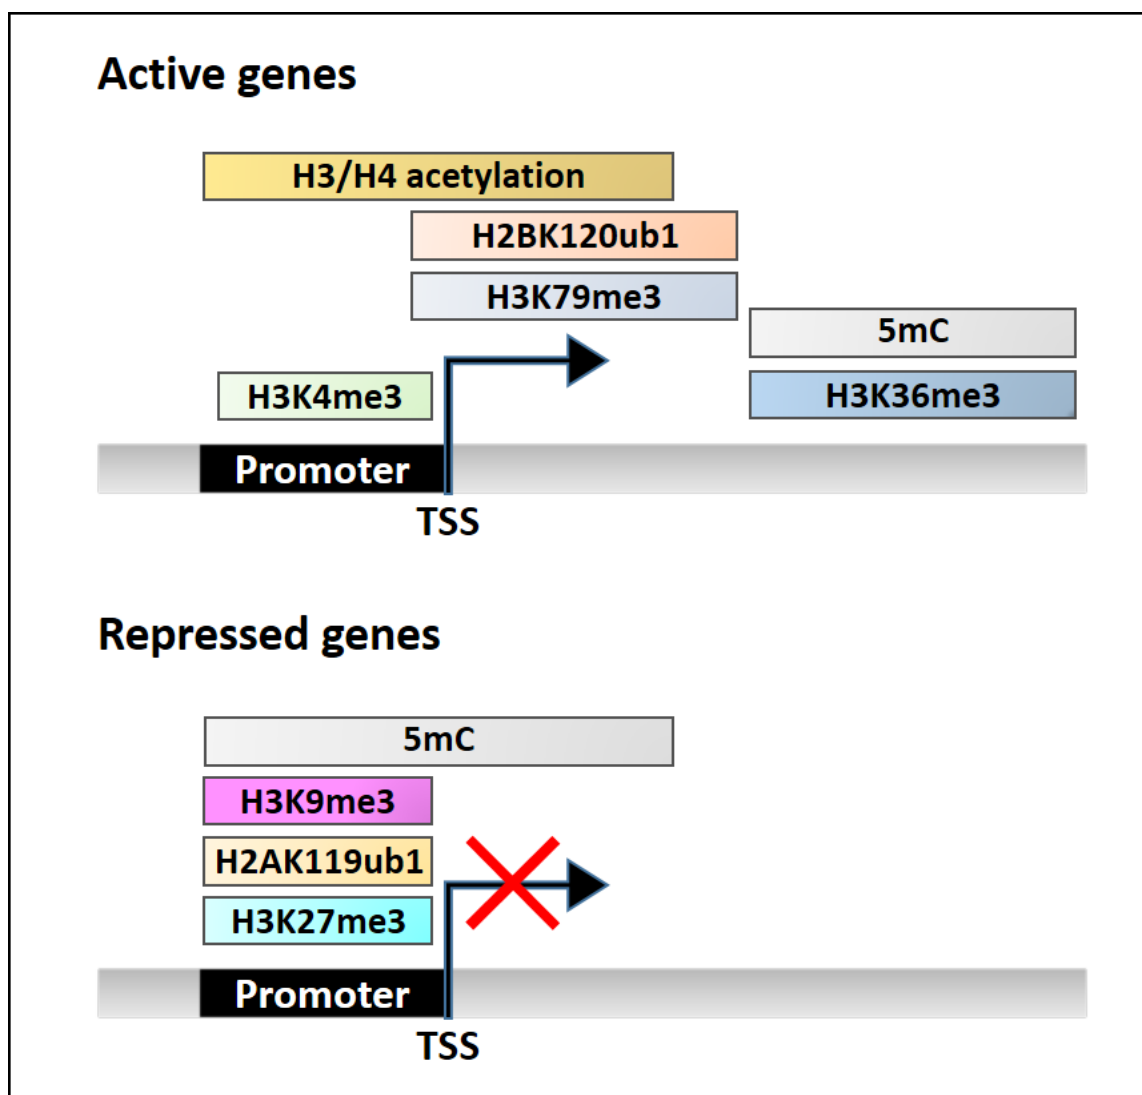 Active genes
H3/H4 acetylation
H2BK120ub1
H3K79me3
5mC
H3K4me3
H3K36me3
Promoter
TSS
Repressed genes
5mC
H3K9me3
H2AK119ub1
H3K27me3
Promoter
TSS